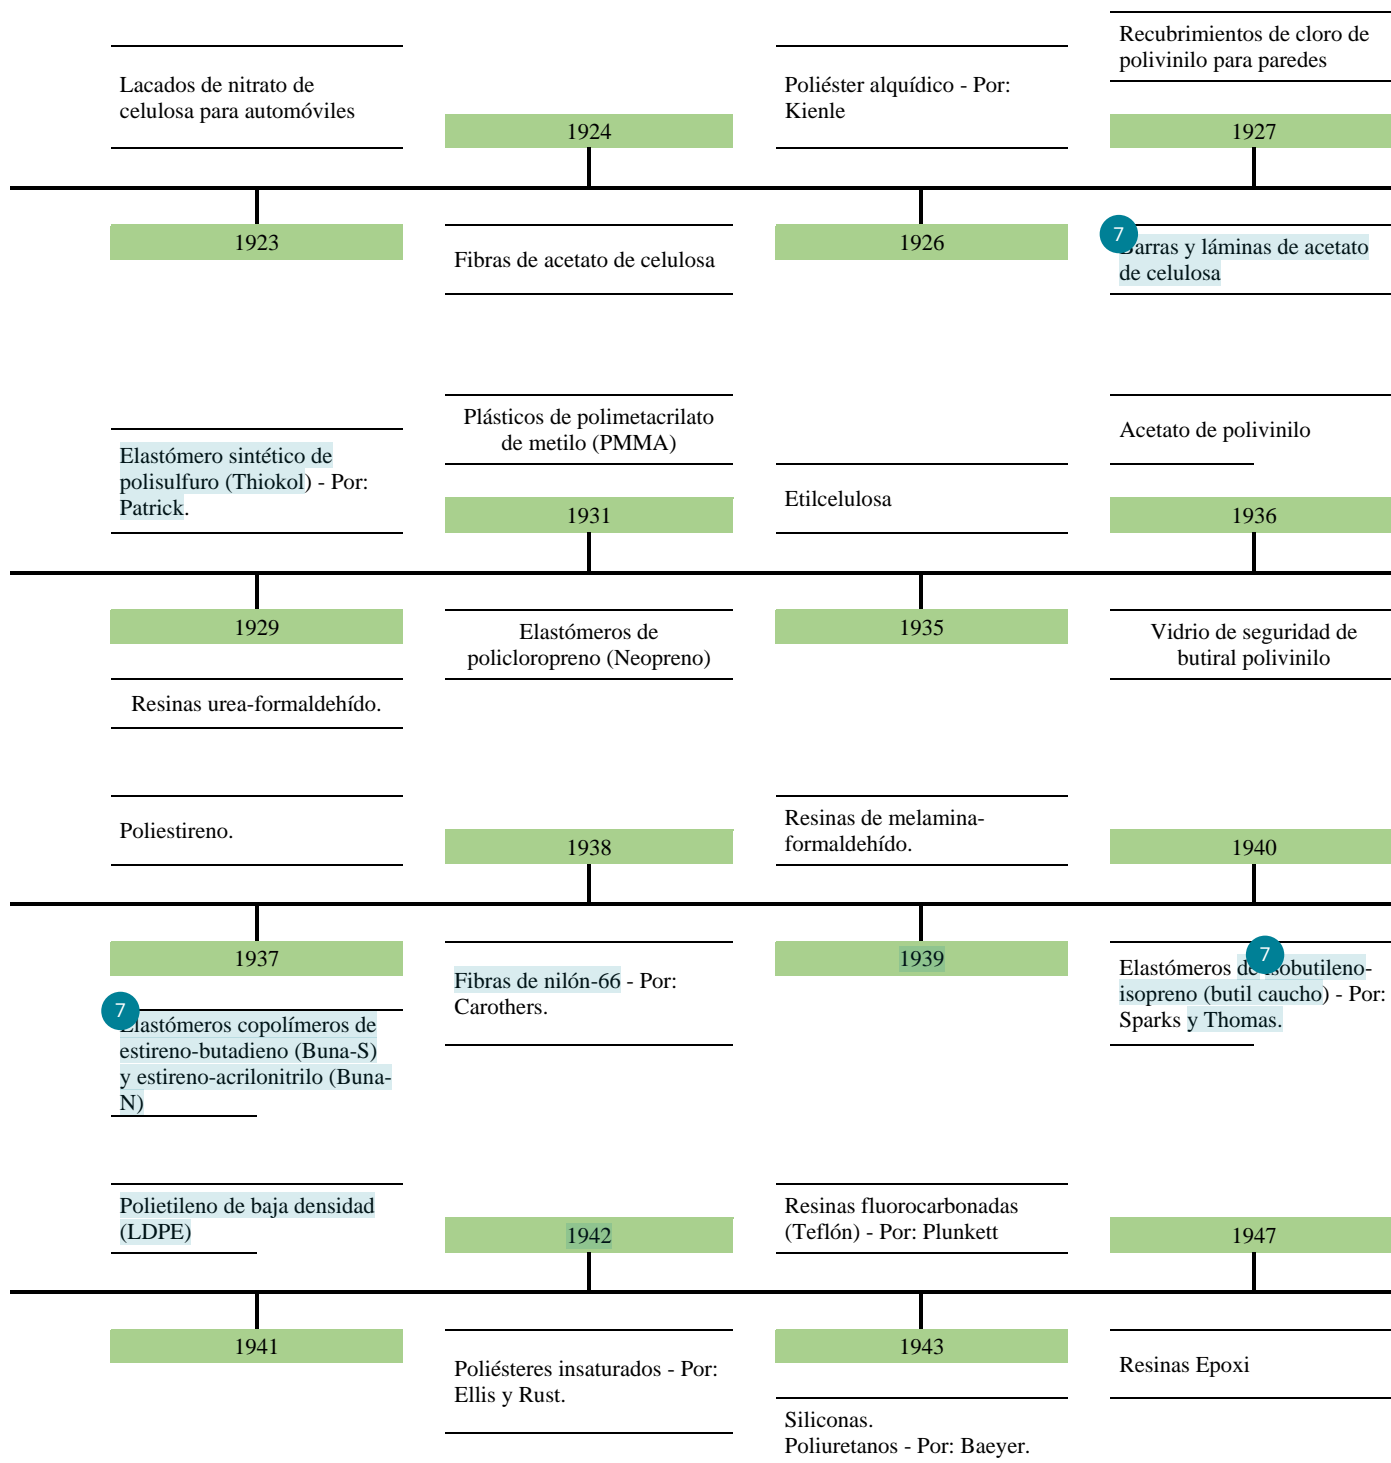 Recubrimientos de cloro de
polivinilo para paredes
Lacados de nitrato de
celulosa para automóviles
Poliéster alquídico - Por:
Kienle
1924
1927
1923
Fibras de acetato de celulosa
1926
7
Barras y láminas de acetato
de celulosa
Elastómero sintético de
polisulfuro (Thiokol) - Por:
Patrick.
Plásticos de polimetacrilato
de metilo (PMMA)
1931
Etilcelulosa
Acetato de polivinilo
1936
1929
Resinas urea-formaldehído.
Elastómeros de
policloropreno (Neopreno)
1935
Vidrio de seguridad de
butiral polivinilo
Poliestireno.
1938
Resinas de melamina-
formaldehído.
1940
1937
7
Elastómeros copolímeros de
estireno-butadieno (Buna-S)
y estireno-acrilonitrilo (Buna-
N)
Fibras de nilón-66 - Por:
Carothers.
1939
7
Elastómeros de isobutileno-
isopreno (butil caucho) - Por:
Sparks y Thomas.
Polietileno de baja densidad
(LDPE)
1942
Resinas fluorocarbonadas
(Teflón) - Por: Plunkett
1947
1941
Poliésteres insaturados - Por:
Ellis y Rust.
1943
Siliconas.
Poliuretanos - Por: Baeyer.
Resinas Epoxi